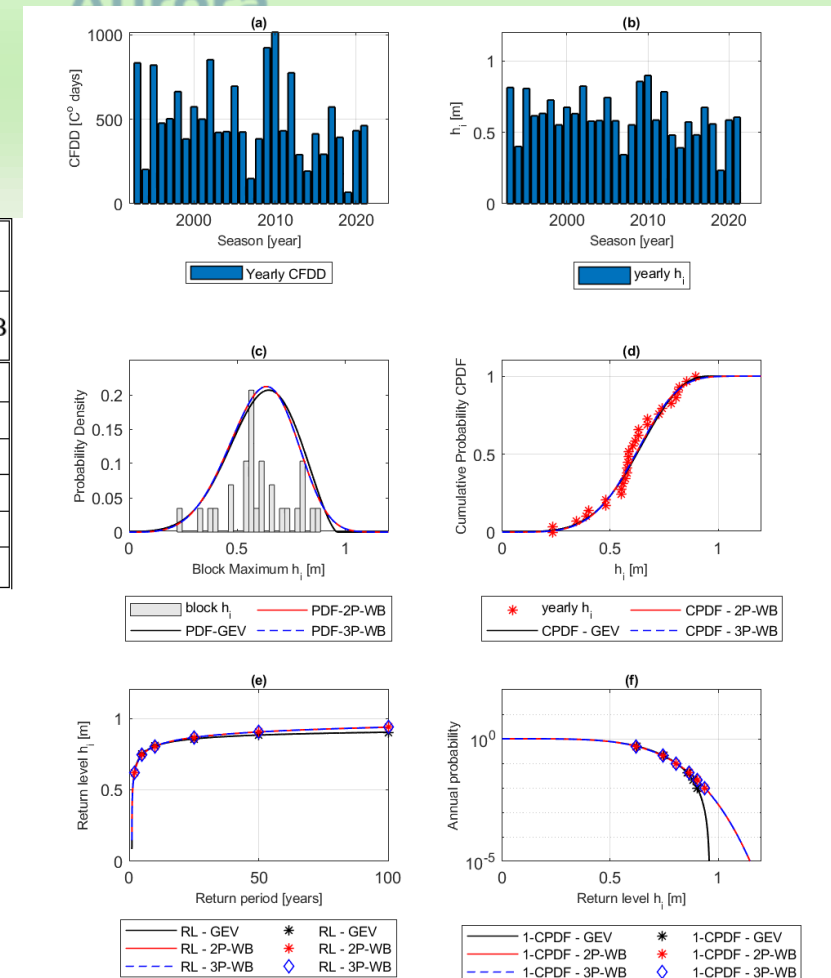 Aurora
8
(a)
1000
500
0
CFDD [C° days]
2000 2010 2020
Season [year]
Yearly CFDD
(b)
1
0.5
0
h_i [m]
2000 2010 2020
Season [year]
yearly h_i
(c)
0.2
0.15
0.1
0.05
0
Probability Density
0 0.5 1
Block Maximum h_i [m]
block h_i PDF-2P-WB
PDF-GEV PDF-3P-WB
(d)
1
0.5
0
Cumulative Probability CPDF
0 0.5 1
h_i [m]
yearly h_i CPDF - 2P-WB
CPDF - GEV CPDF - 3P-WB
(e)
1
0.5
0
Return level h_i [m]
0 50 100
Return period [years]
RL - GEV RL - GEV
RL - 2P-WB RL - 2P-WB
RL - 3P-WB RL - 3P-WB
(f)
10^0
10^-5
Annual probability
0 0.5 1
Return level h_i [m]
1-CPDF - GEV 1-CPDF - GEV
1-CPDF - 2P-WB 1-CPDF - 2P-WB
1-CPDF - 3P-WB 1-CPDF - 3P-WB